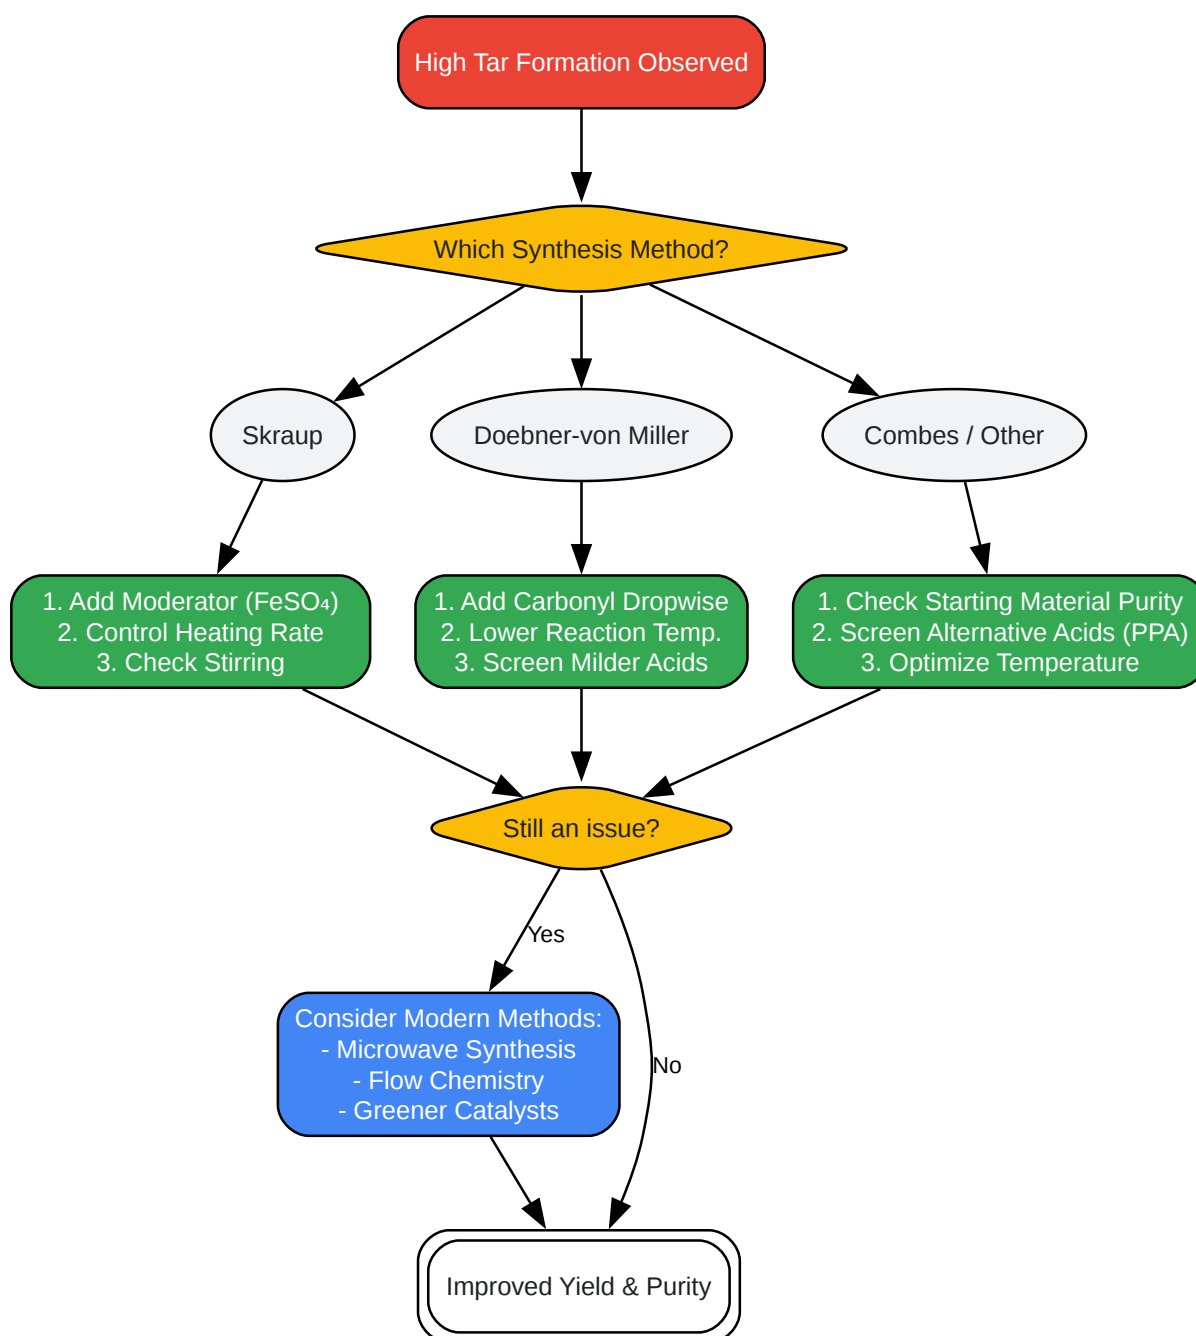 High Tar Formation Observed
Which Synthesis Method?
Skraup
Doebner-von Miller
Combes / Other
1. Add Moderator (FeSO₄)
2. Control Heating Rate
3. Check Stirring
1. Add Carbonyl Dropwise
2. Lower Reaction Temp.
3. Screen Milder Acids
1. Check Starting Material Purity
2. Screen Alternative Acids (PPA)
3. Optimize Temperature
Still an issue?
Yes
Consider Modern Methods:
- Microwave Synthesis
- Flow Chemistry
- Greener Catalysts
No
Improved Yield & Purity